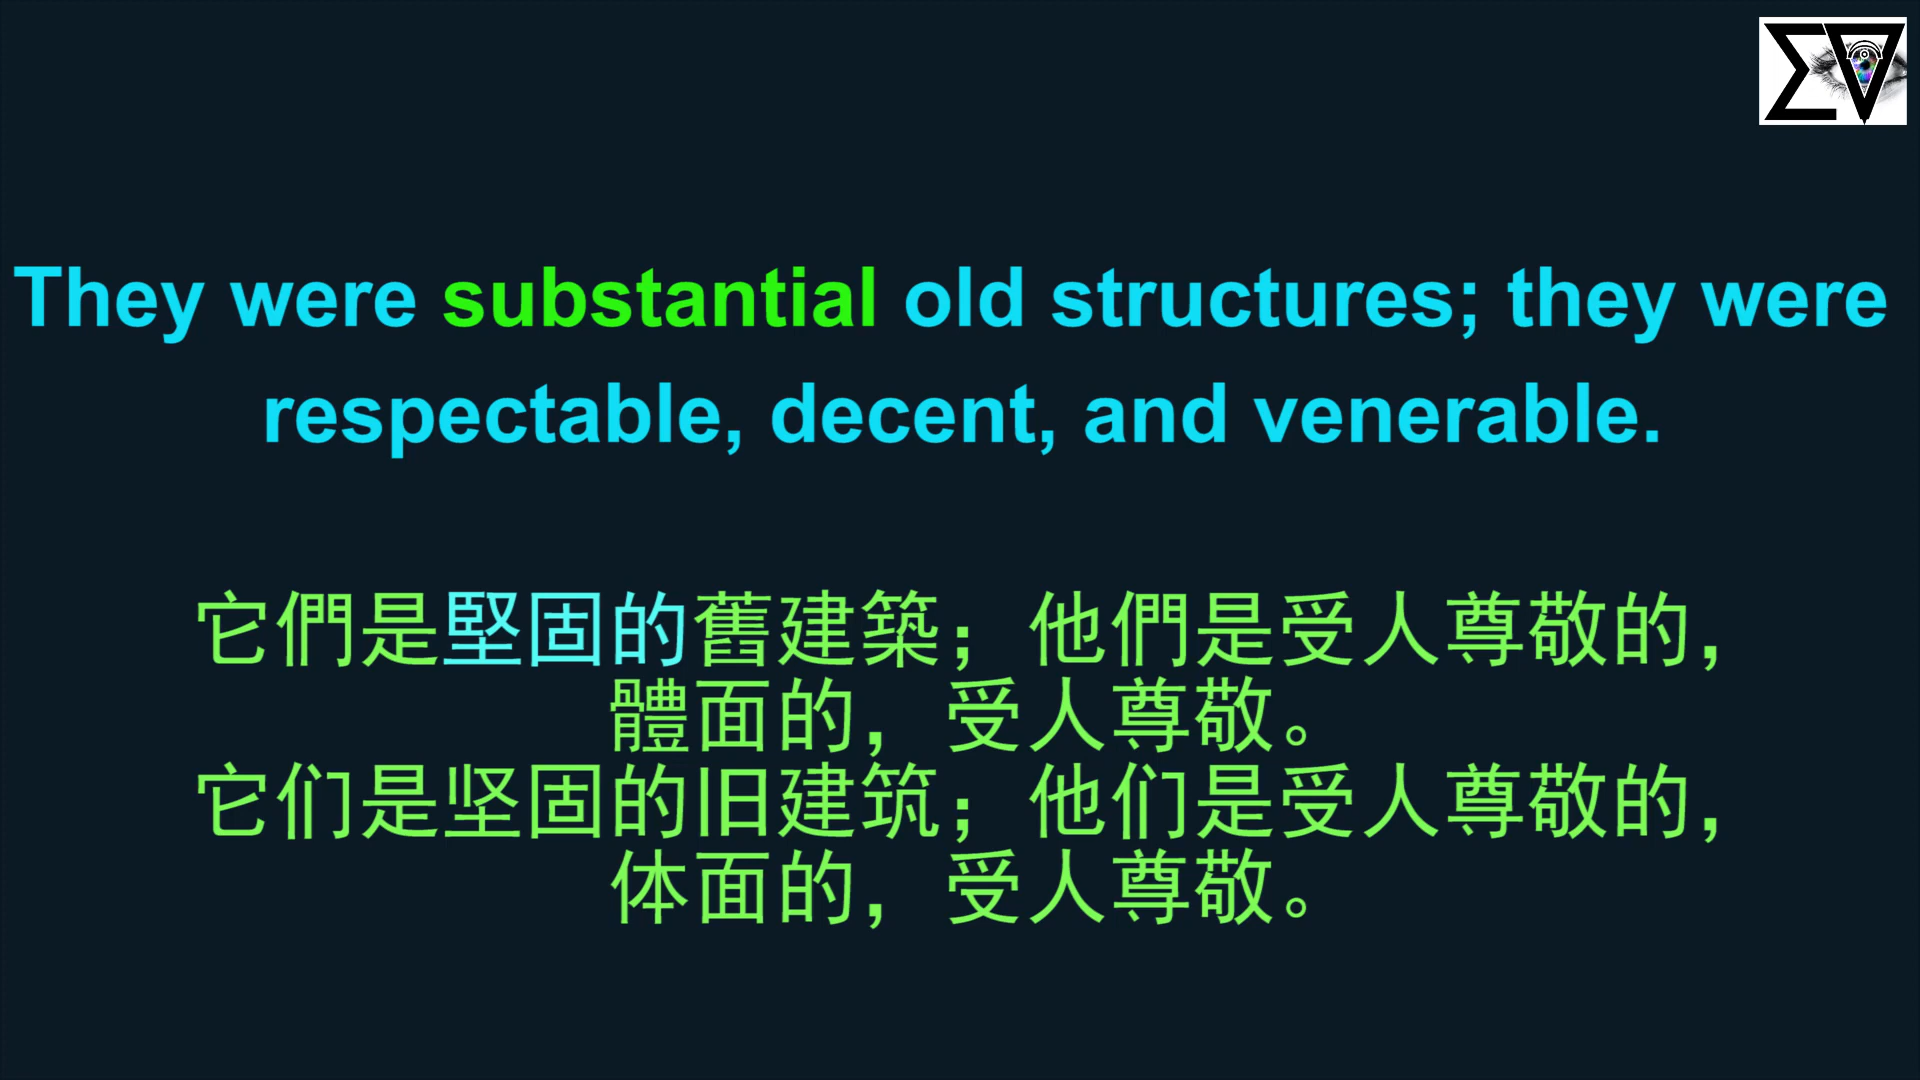 They were substantial old structures; they were
respectable, decent, and venerable.
它們是堅固的舊建築；他們是受人尊敬的，
體面的，受人尊敬。
它们是坚固的旧建筑；他们是受人尊敬的，
体面的，受人尊敬。